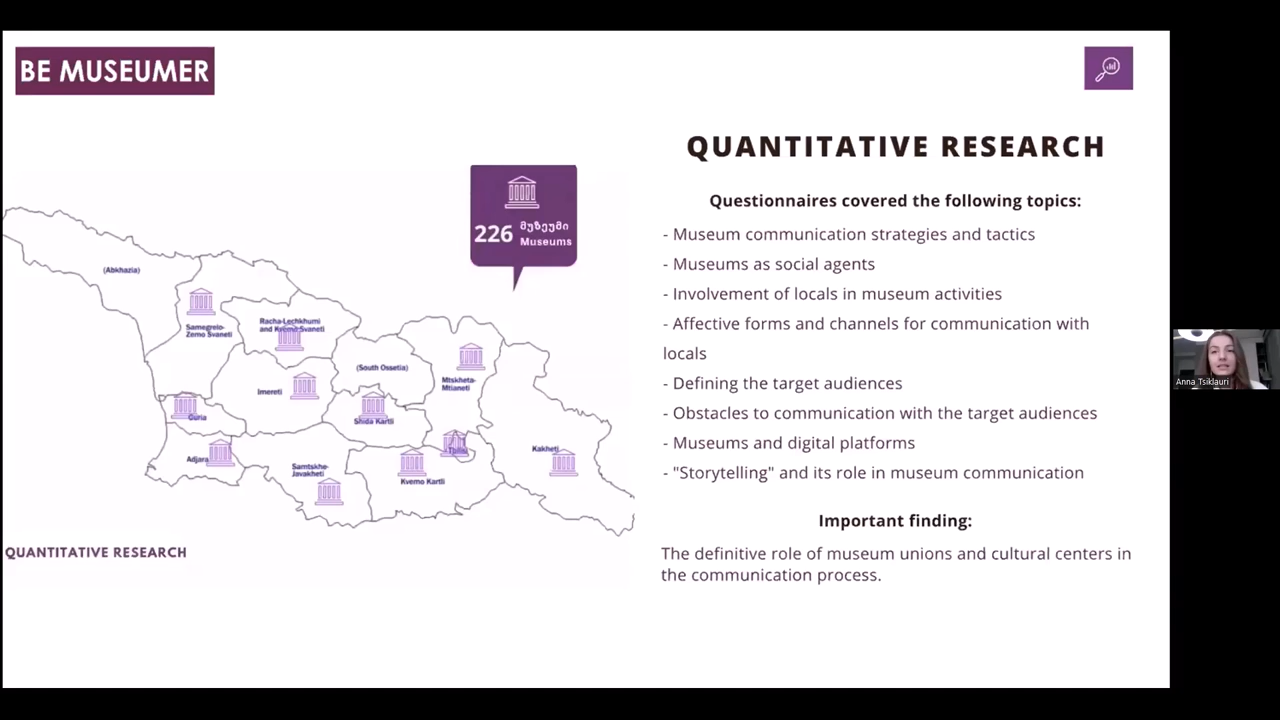 BE MUSEUMER
QUANTITATIVE RESEARCH
Questionnaires covered the following topics:
- Museum communication strategies and tactics
- Museums as social agents
- Involvement of locals in museum activities
- Affective forms and channels for communication with
locals
- Defining the target audiences
- Obstacles to communication with the target audiences
- Museums and digital platforms
- "Storytelling" and its role in museum communication
Important finding:
The definitive role of museum unions and cultural centers in
the communication process.
226 მუზეუმი
Museums
(Abkhazia)
Samegrelo-
Zemo Svaneti
Racha-Lechkhumi
and Kvemo Svaneti
(South Ossetia)
Mtskheta-
Mtianeti
Imereti
Guria
Shida Kartli
Adjara
Samtskhe-
Javakheti
Kvemo Kartli
Tbilisi
Kakheti
QUANTITATIVE RESEARCH
Anna Tsiklauri